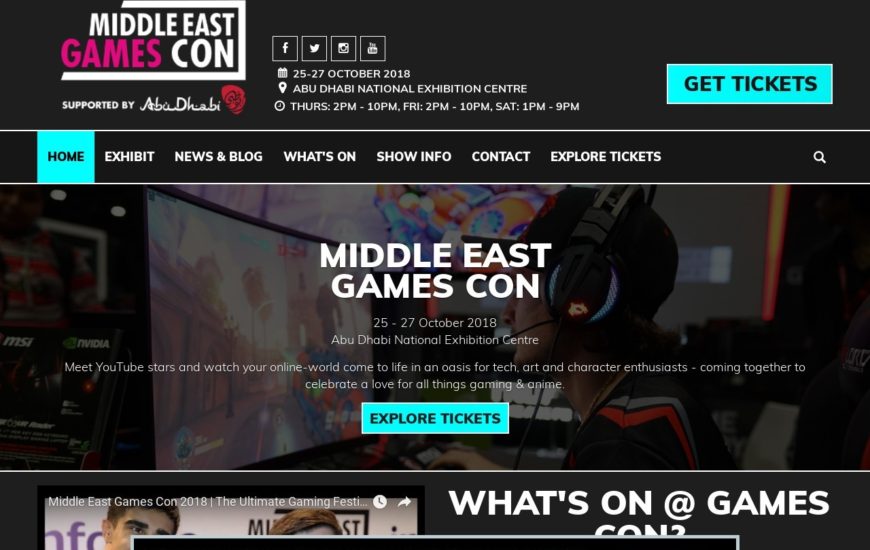 MIDDLE EAST
GAMES CON
SUPPORTED BY Abu Dhabi
25-27 OCTOBER 2018
ABU DHABI NATIONAL EXHIBITION CENTRE
THURS: 2PM - 10PM, FRI: 2PM - 10PM, SAT: 1PM - 9PM
GET TICKETS
HOME EXHIBIT NEWS & BLOG WHAT'S ON SHOW INFO CONTACT EXPLORE TICKETS
MIDDLE EAST
GAMES CON
25 - 27 October 2018
Abu Dhabi National Exhibition Centre
Meet YouTube stars and watch your online-world come to life in an oasis for tech, art and character enthusiasts - coming together to
celebrate a love for all things gaming & anime.
EXPLORE TICKETS
msi
NVIDIA
Middle East Games Con 2018 | The Ultimate Gaming Festi...
WHAT'S ON @ GAMES
CON?